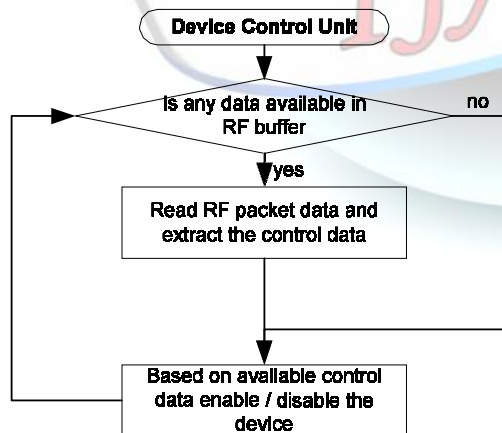 Device Control Unit
Is any data available in
RF buffer
no
yes
Read RF packet data and
extract the control data
Based on available control
data enable / disable the
device